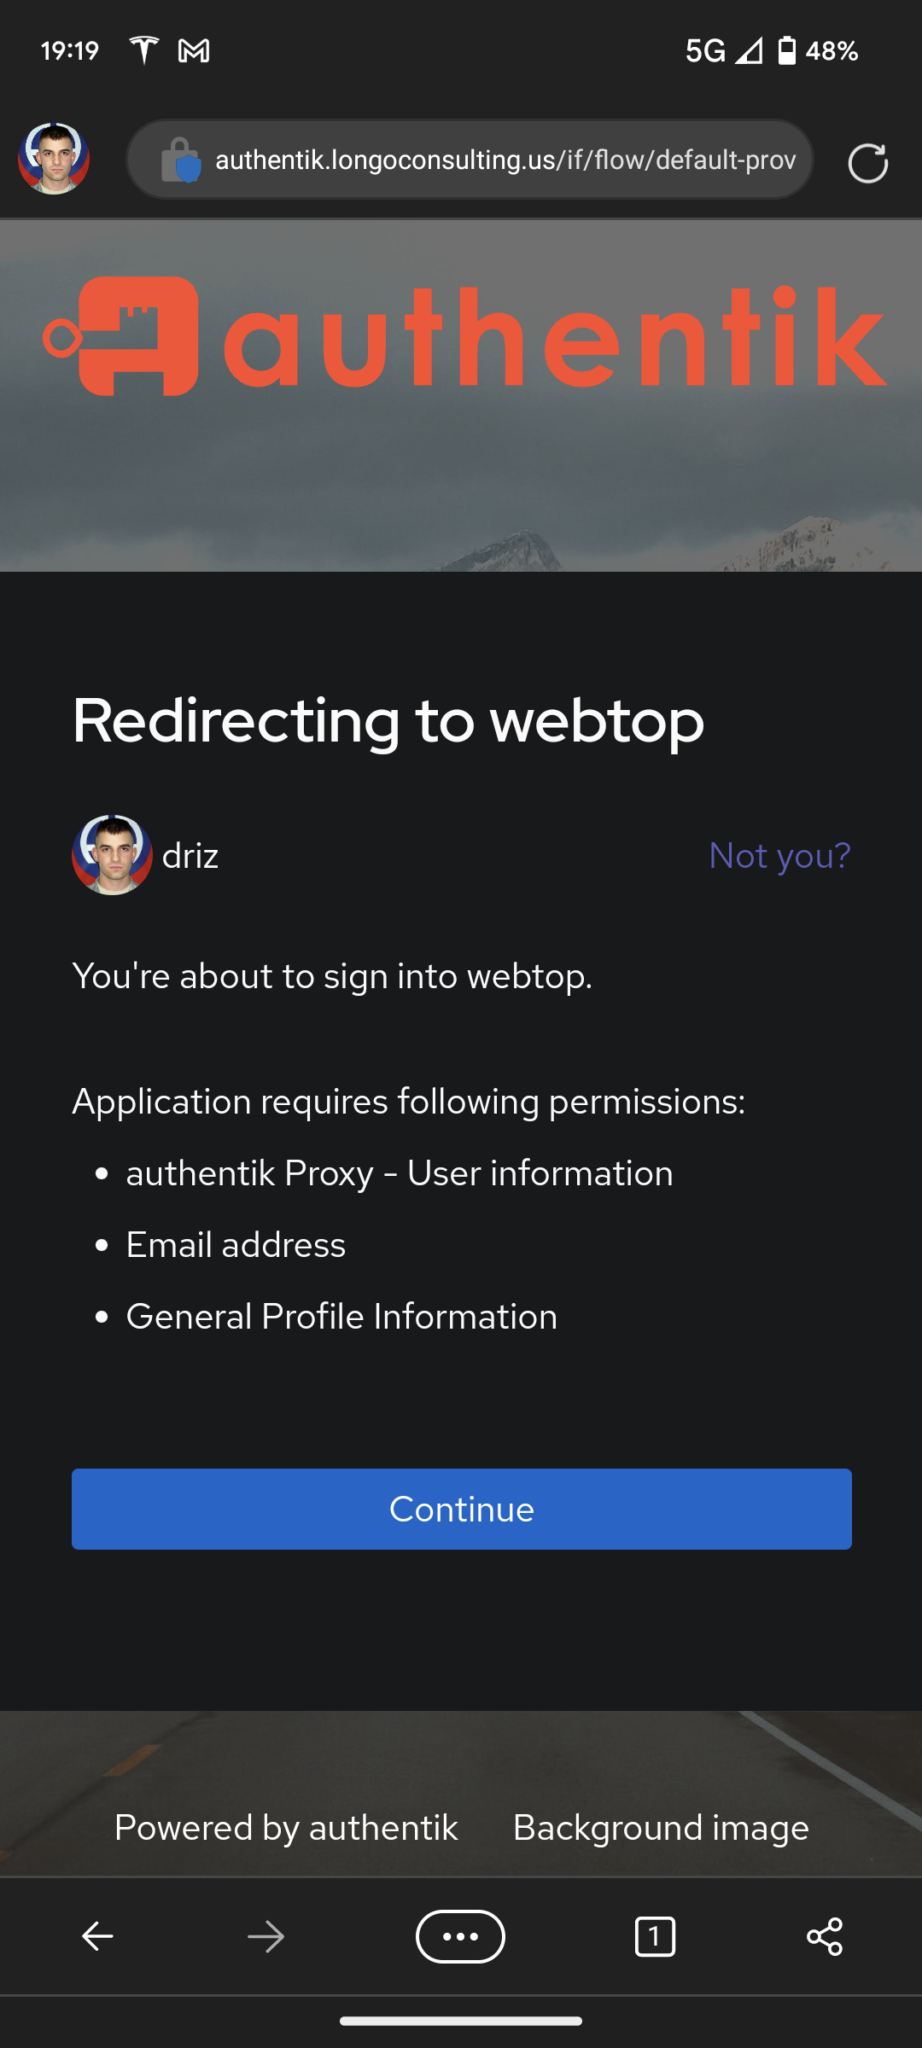 19:19
5G 48%
authentik.longoconsulting.us/if/flow/default-prov
authentik
Redirecting to webtop
driz
Not you?
You're about to sign into webtop.
Application requires following permissions:
• authentik Proxy - User information
• Email address
• General Profile Information
Continue
Powered by authentik
Background image
1